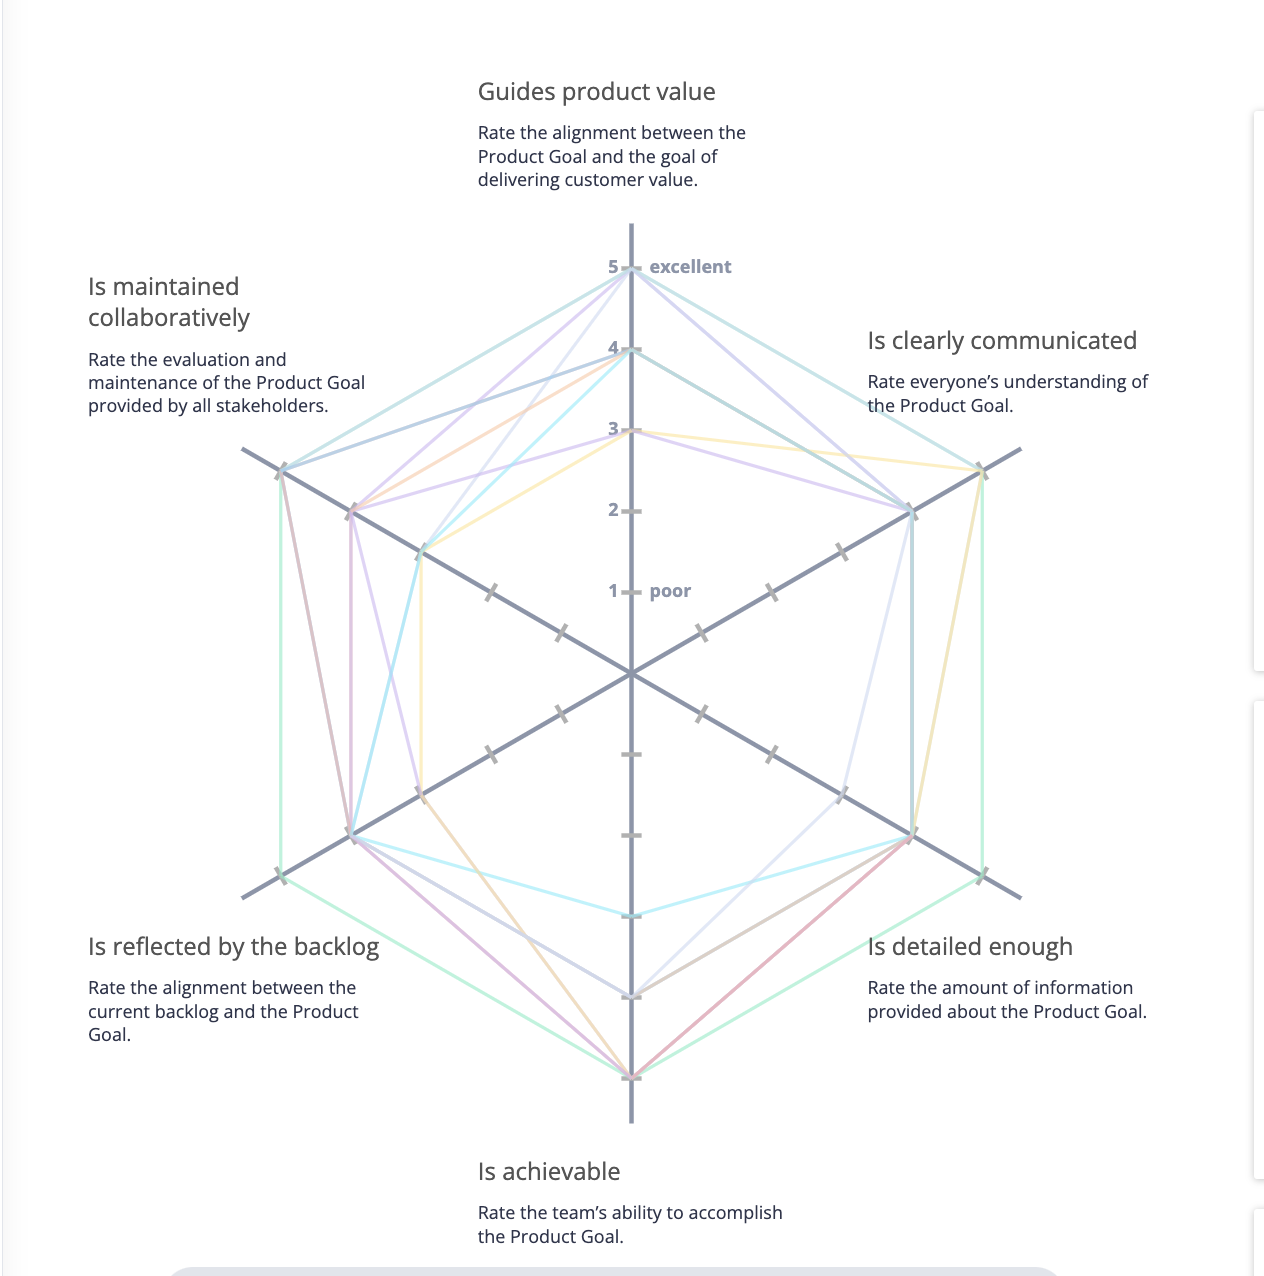 Guides product value
Rate the alignment between the
Product Goal and the goal of
delivering customer value.
Is maintained
collaboratively
Rate the evaluation and
maintenance of the Product Goal
provided by all stakeholders.
5 excellent
4
3
2
1 poor
Is clearly communicated
Rate everyone’s understanding of
the Product Goal.
Is reflected by the backlog
Rate the alignment between the
current backlog and the Product
Goal.
Is detailed enough
Rate the amount of information
provided about the Product Goal.
Is achievable
Rate the team’s ability to accomplish
the Product Goal.